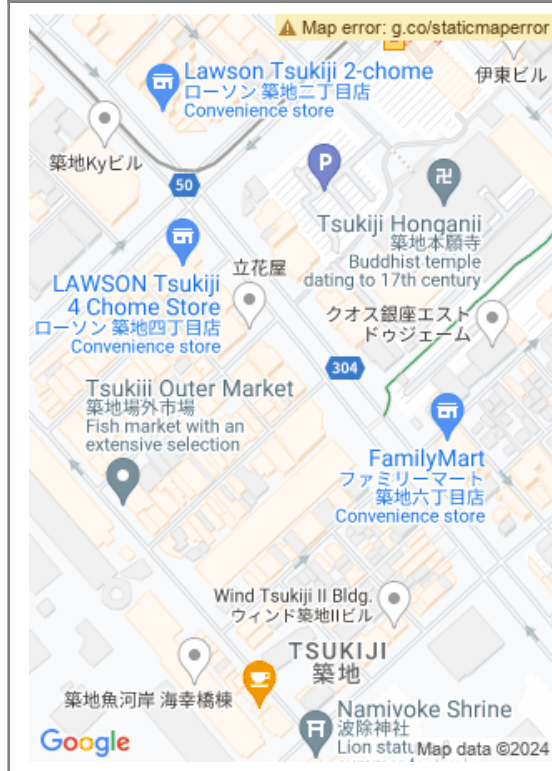 Map error: g.co/staticmaperror
Lawson Tsukiji 2-chome
ローソン 築地二丁目店
Convenience store
伊東ビル
築地Kyビル
P
50
Tsukiji Honganji
築地本願寺
Buddhist temple
dating to 17th century
LAWSON Tsukiji
4 Chome Store
ローソン 築地四丁目店
Convenience store
立花屋
クオス銀座エスト
ドゥジェーム
304
Tsukiji Outer Market
築地場外市場
Fish market with an
extensive selection
FamilyMart
ファミリーマート
築地六丁目店
Convenience store
Wind Tsukiji II Bldg.
ウィンド築地IIビル
TSUKIJI
築地
築地魚河岸 海幸橋棟
Namiyoke Shrine
波除神社
Lion statu
Google
Map data ©2024